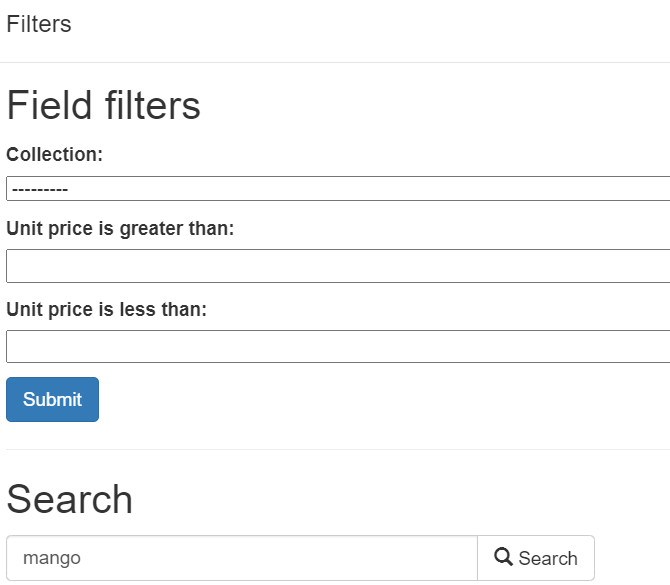 Filters
Field filters
Collection:
---------
Unit price is greater than:
Unit price is less than:
Submit
Search
mango
Search